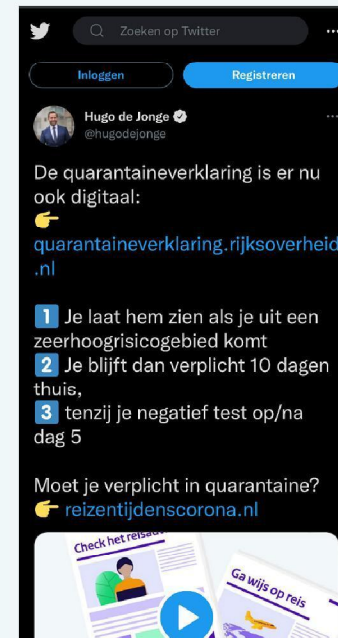 Zoeken op Twitter
Inloggen
Registreren
Hugo de Jonge
@hugodejonge
De quarantaineverklaring is er nu
ook digitaal:
👉
quarantaineverklaring.rijksoverheid
.nl
1️⃣ Je laat hem zien als je uit een
zeerhoogrisicogebied komt
2️⃣ Je blijft dan verplicht 10 dagen
thuis,
3️⃣ tenzij je negatief test op/na
dag 5
Moet je verplicht in quarantaine?
👉 reizentijdenscorona.nl
Check het
Ga wijs op reis